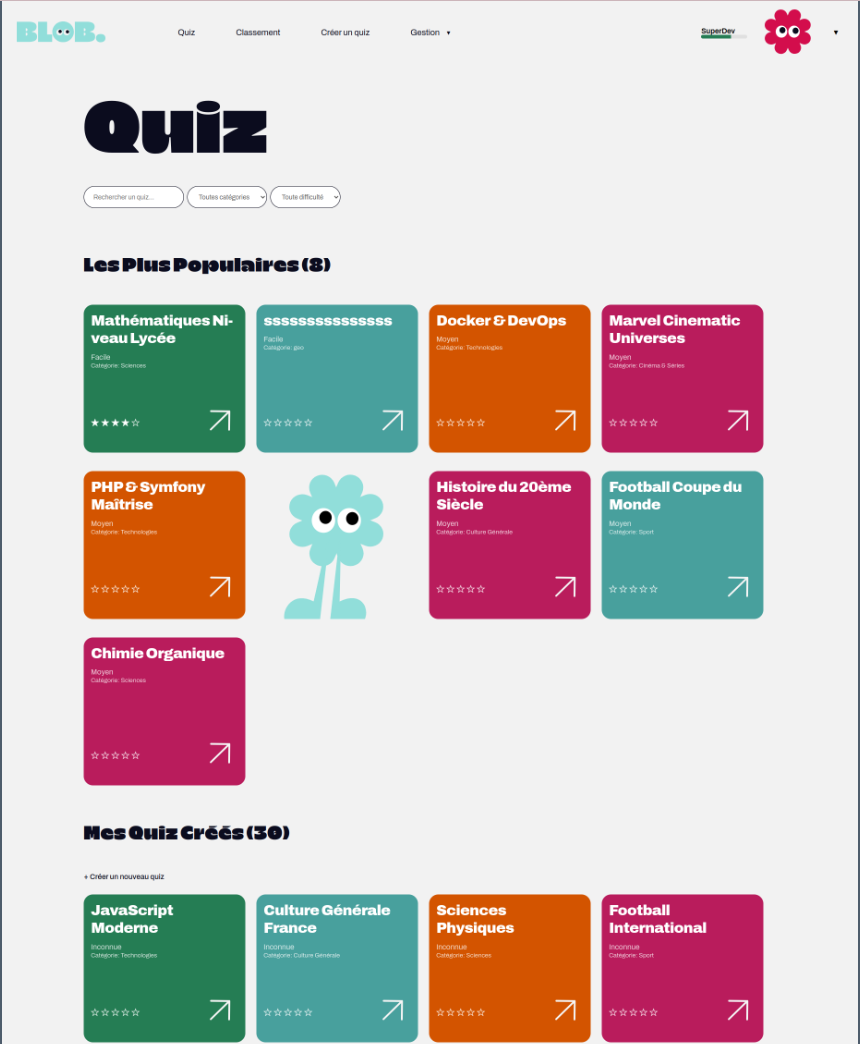 BLOB.
Quiz
Classement
Créer un quiz
Gestion ▾
SuperDev
▾
Quiz
Rechercher un quiz...
Toutes catégories
Toute difficulté
Les Plus Populaires (8)
Mathématiques Ni-
veau Lycée
Facile
Catégorie: Sciences
★★★★☆
sssssssssssssss
Facile
Catégorie: geo
☆☆☆☆☆
Docker & DevOps
Moyen
Catégorie: Technologies
☆☆☆☆☆
Marvel Cinematic
Universes
Moyen
Catégorie: Cinéma & Séries
☆☆☆☆☆
PHP & Symfony
Maîtrise
Moyen
Catégorie: Technologies
☆☆☆☆☆
Histoire du 20ème
Siècle
Moyen
Catégorie: Culture Générale
☆☆☆☆☆
Football Coupe du
Monde
Moyen
Catégorie: Sport
☆☆☆☆☆
Chimie Organique
Moyen
Catégorie: Sciences
☆☆☆☆☆
Mes Quiz Créés (30)
+ Créer un nouveau quiz
JavaScript
Moderne
Inconnue
Catégorie: Technologies
☆☆☆☆☆
Culture Générale
France
Inconnue
Catégorie: Culture Générale
☆☆☆☆☆
Sciences
Physiques
Inconnue
Catégorie: Sciences
☆☆☆☆☆
Football
International
Inconnue
Catégorie: Sport
☆☆☆☆☆